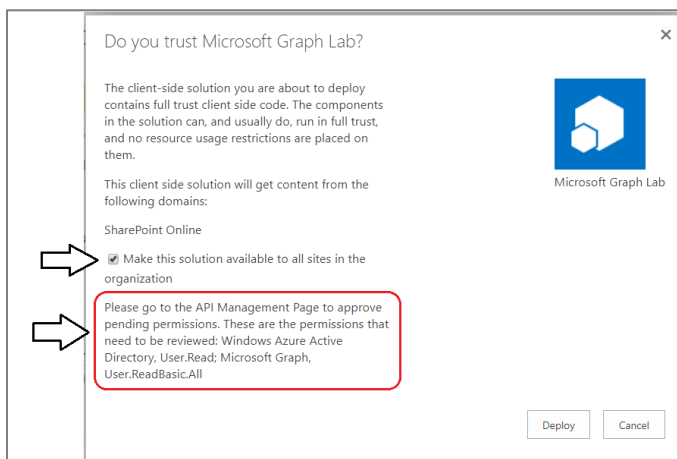 Do you trust Microsoft Graph Lab?
The client-side solution you are about to deploy
contains full trust client side code. The components
in the solution can, and usually do, run in full trust,
and no resource usage restrictions are placed on
them.
This client side solution will get content from the
following domains:
SharePoint Online
Make this solution available to all sites in the
organization
Please go to the API Management Page to approve
pending permissions. These are the permissions that
need to be reviewed: Windows Azure Active
Directory, User.Read; Microsoft Graph,
User.ReadBasic.All
Microsoft Graph Lab
Deploy
Cancel